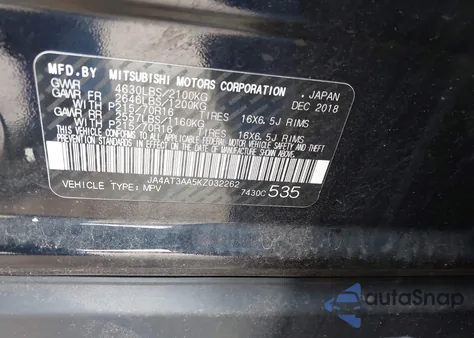 MFD.BY MITSUBISHI MOTORS CORPORATION , JAPAN
GVWR 4630LBS/2100KG DEC 2018
GAWR FR 2646LBS/1200KG
WITH P215/70R16 TIRES 16X6.5J RIMS
GAWR RR 2557LBS/1160KG
WITH P215/70R16 TIRES 16X6.5J RIMS
THIS VEHICLE CONFORMS TO ALL APPLICABLE
FEDERAL MOTOR VEHICLE SAFETY AND
THEFT PREVENTION STANDARDS IN EFFECT ON
THE DATE OF MANUFACTURE SHOWN ABOVE.
JA4AT3AA5KZ032262
VEHICLE TYPE: MPV 7430C 535
autoSnap